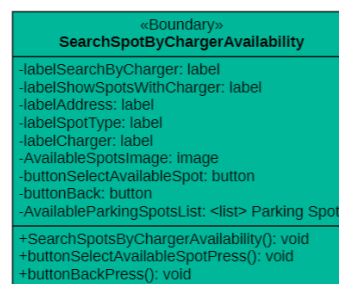 «Boundary»
SearchSpotByChargerAvailability
-labelSearchByCharger: label
-labelShowSpotsWithCharger: label
-labelAddress: label
-labelSpotType: label
-labelCharger: label
-AvailableSpotsImage: image
-buttonSelectAvailableSpot: button
-buttonBack: button
-AvailableParkingSpotsList: <list> Parking Spot
+SearchSpotsByChargerAvailability(): void
+buttonSelectAvailableSpotPress(): void
+buttonBackPress(): void